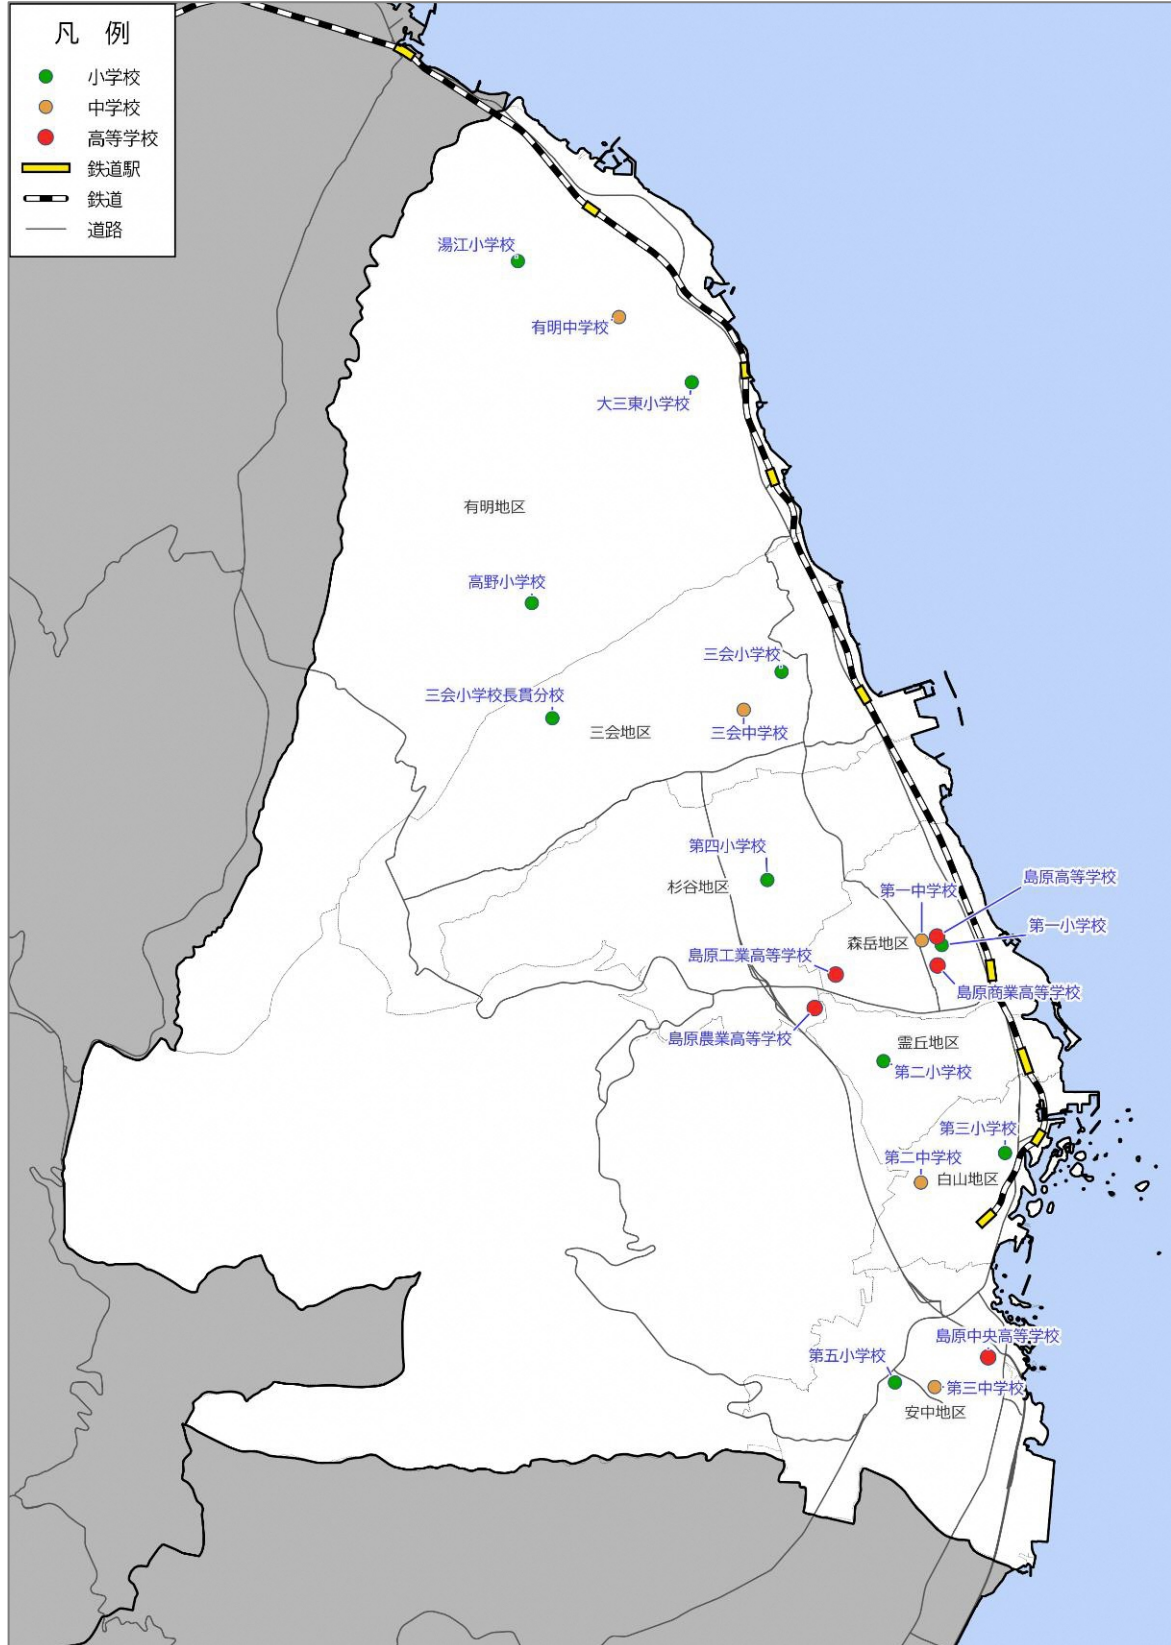 凡 例
小学校
中学校
高等学校
鉄道駅
鉄道
道路
湯江小学校
有明中学校
大三東小学校
有明地区
高野小学校
三会小学校
三会小学校長貫分校
三会地区
三会中学校
第四小学校
杉谷地区
島原高等学校
第一中学校
第一小学校
森岳地区
島原工業高等学校
島原商業高等学校
島原農業高等学校
霊丘地区
第二小学校
第三小学校
第二中学校
白山地区
島原中央高等学校
第五小学校
第三中学校
安中地区